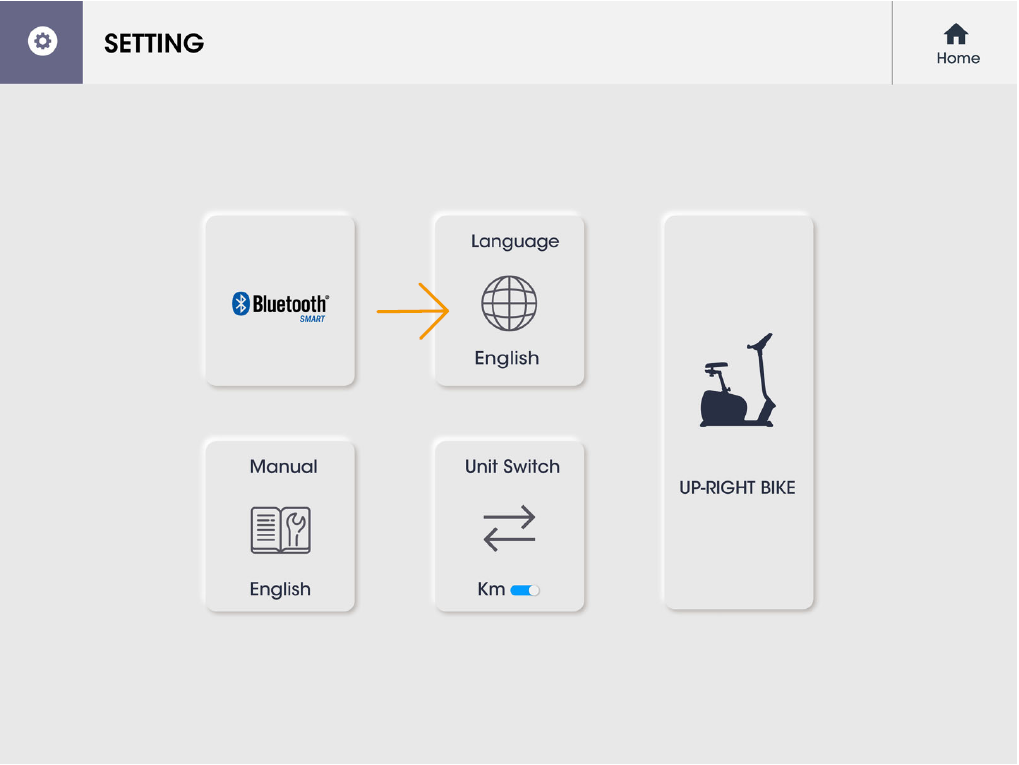 SETTING
Home
Bluetooth®
SMART
Language
English
Manual
English
Unit Switch
Km
UP-RIGHT BIKE